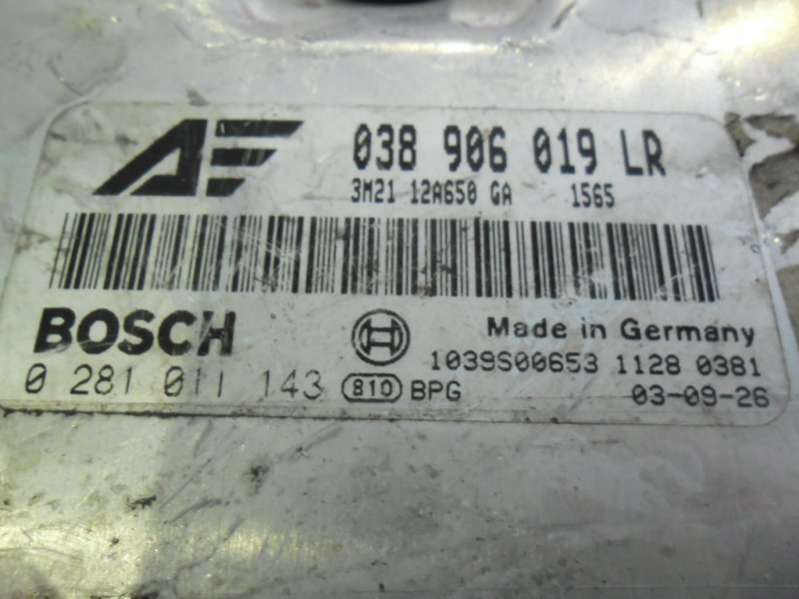 AF 038 906 019 LR
3M21 12A650 GA 1565
BOSCH Made in Germany
1039S00653 1128 0381
0 281 011 143 810 BPG 03-09-26